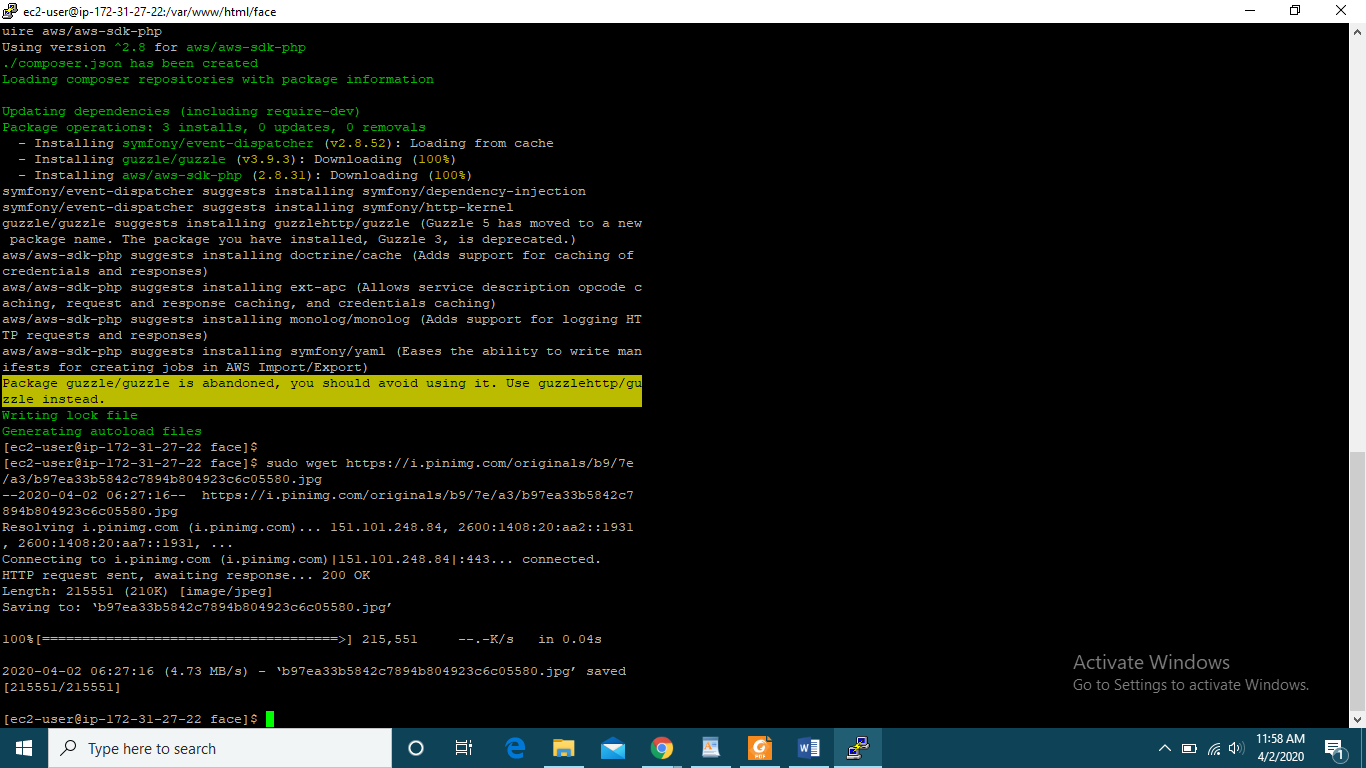 ec2-user@ip-172-31-27-22:/var/www/html/face
uire aws/aws-sdk-php
Using version ^2.8 for aws/aws-sdk-php
./composer.json has been created
Loading composer repositories with package information
Updating dependencies (including require-dev)
Package operations: 3 installs, 0 updates, 0 removals
  - Installing symfony/event-dispatcher (v2.8.52): Loading from cache
  - Installing guzzle/guzzle (v3.9.3): Downloading (100%)
  - Installing aws/aws-sdk-php (2.8.31): Downloading (100%)
symfony/event-dispatcher suggests installing symfony/dependency-injection
symfony/event-dispatcher suggests installing symfony/http-kernel
guzzle/guzzle suggests installing guzzlehttp/guzzle (Guzzle 5 has moved to a new
 package name. The package you have installed, Guzzle 3, is deprecated.)
aws/aws-sdk-php suggests installing doctrine/cache (Adds support for caching of
credentials and responses)
aws/aws-sdk-php suggests installing ext-apc (Allows service description opcode c
aching, request and response caching, and credentials caching)
aws/aws-sdk-php suggests installing monolog/monolog (Adds support for logging HT
TP requests and responses)
aws/aws-sdk-php suggests installing symfony/yaml (Eases the ability to write man
ifests for creating jobs in AWS Import/Export)
Package guzzle/guzzle is abandoned, you should avoid using it. Use guzzlehttp/gu
zzle instead.
Writing lock file
Generating autoload files
[ec2-user@ip-172-31-27-22 face]$
[ec2-user@ip-172-31-27-22 face]$ sudo wget https://i.pinimg.com/originals/b9/7e
/a3/b97ea33b5842c7894b804923c6c05580.jpg
--2020-04-02 06:27:16--  https://i.pinimg.com/originals/b9/7e/a3/b97ea33b5842c7
894b804923c6c05580.jpg
Resolving i.pinimg.com (i.pinimg.com)... 151.101.248.84, 2600:1408:20:aa2::1931
, 2600:1408:20:aa7::1931, ...
Connecting to i.pinimg.com (i.pinimg.com)|151.101.248.84|:443... connected.
HTTP request sent, awaiting response... 200 OK
Length: 215551 (210K) [image/jpeg]
Saving to: ‘b97ea33b5842c7894b804923c6c05580.jpg’
100%[=====================================>] 215,551     --.-K/s   in 0.04s
2020-04-02 06:27:16 (4.73 MB/s) - ‘b97ea33b5842c7894b804923c6c05580.jpg’ saved
[215551/215551]
[ec2-user@ip-172-31-27-22 face]$
Activate Windows
Go to Settings to activate Windows.
Type here to search
11:58 AM
4/2/2020
1